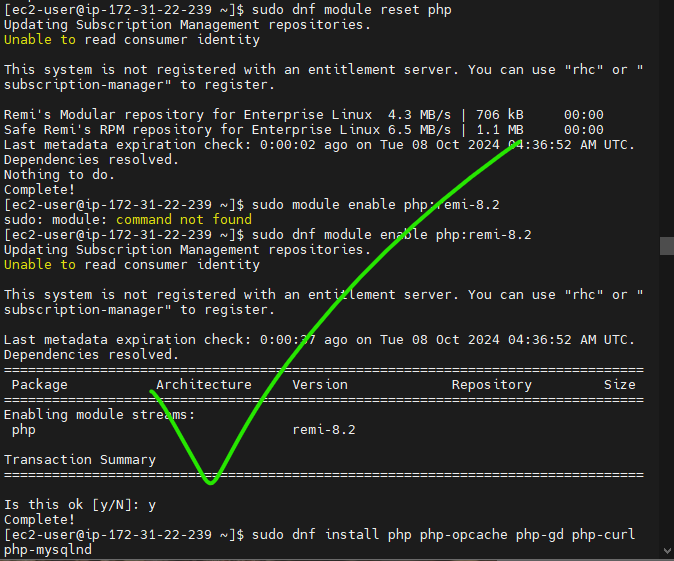 [ec2-user@ip-172-31-22-239 ~]$ sudo dnf module reset php
Updating Subscription Management repositories.
Unable to read consumer identity

This system is not registered with an entitlement server. You can use "rhc" or "
subscription-manager" to register.

Remi's Modular repository for Enterprise Linux  4.3 MB/s | 706 kB     00:00
Safe Remi's RPM repository for Enterprise Linux 6.5 MB/s | 1.1 MB     00:00
Last metadata expiration check: 0:00:02 ago on Tue 08 Oct 2024 04:36:52 AM UTC.
Dependencies resolved.
Nothing to do.
Complete!
[ec2-user@ip-172-31-22-239 ~]$ sudo module enable php:remi-8.2
sudo: module: command not found
[ec2-user@ip-172-31-22-239 ~]$ sudo dnf module enable php:remi-8.2
Updating Subscription Management repositories.
Unable to read consumer identity

This system is not registered with an entitlement server. You can use "rhc" or "
subscription-manager" to register.

Last metadata expiration check: 0:00:37 ago on Tue 08 Oct 2024 04:36:52 AM UTC.
Dependencies resolved.
================================================================================
 Package           Architecture     Version             Repository         Size
================================================================================
Enabling module streams:
 php                                remi-8.2

Transaction Summary
================================================================================

Is this ok [y/N]: y
Complete!
[ec2-user@ip-172-31-22-239 ~]$ sudo dnf install php php-opcache php-gd php-curl
php-mysqlnd